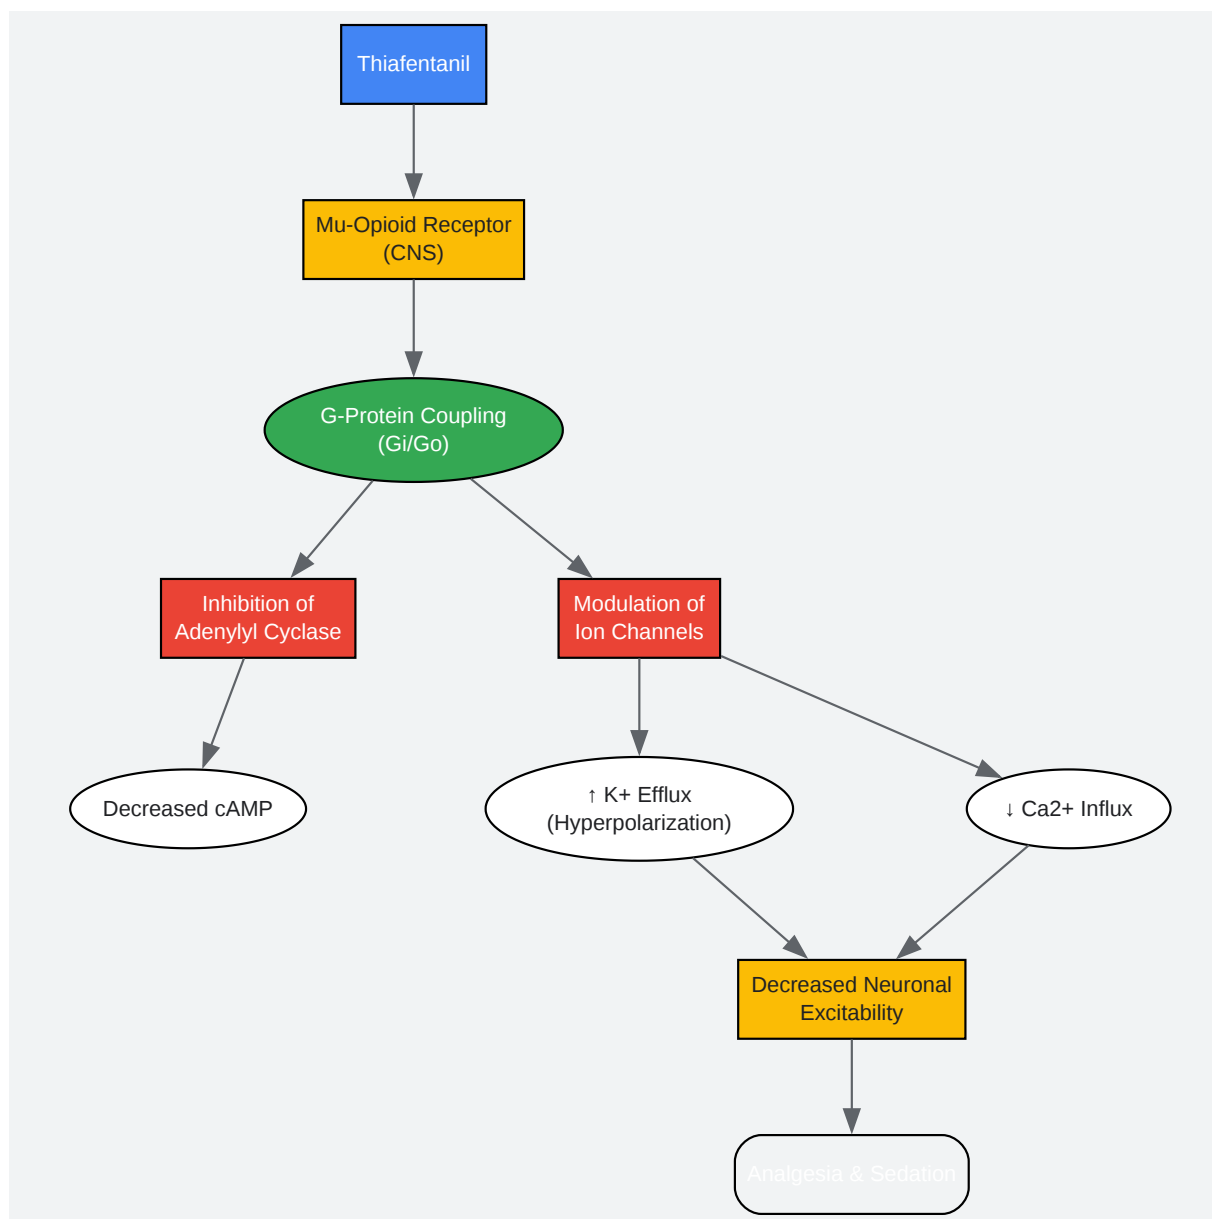 Thiafentanil
Mu-Opioid Receptor
(CNS)
G-Protein Coupling
(Gi/Go)
Inhibition of
Adenylyl Cyclase
Modulation of
Ion Channels
Decreased cAMP
↑ K+ Efflux
(Hyperpolarization)
↓ Ca2+ Influx
Decreased Neuronal
Excitability
Analgesia & Sedation